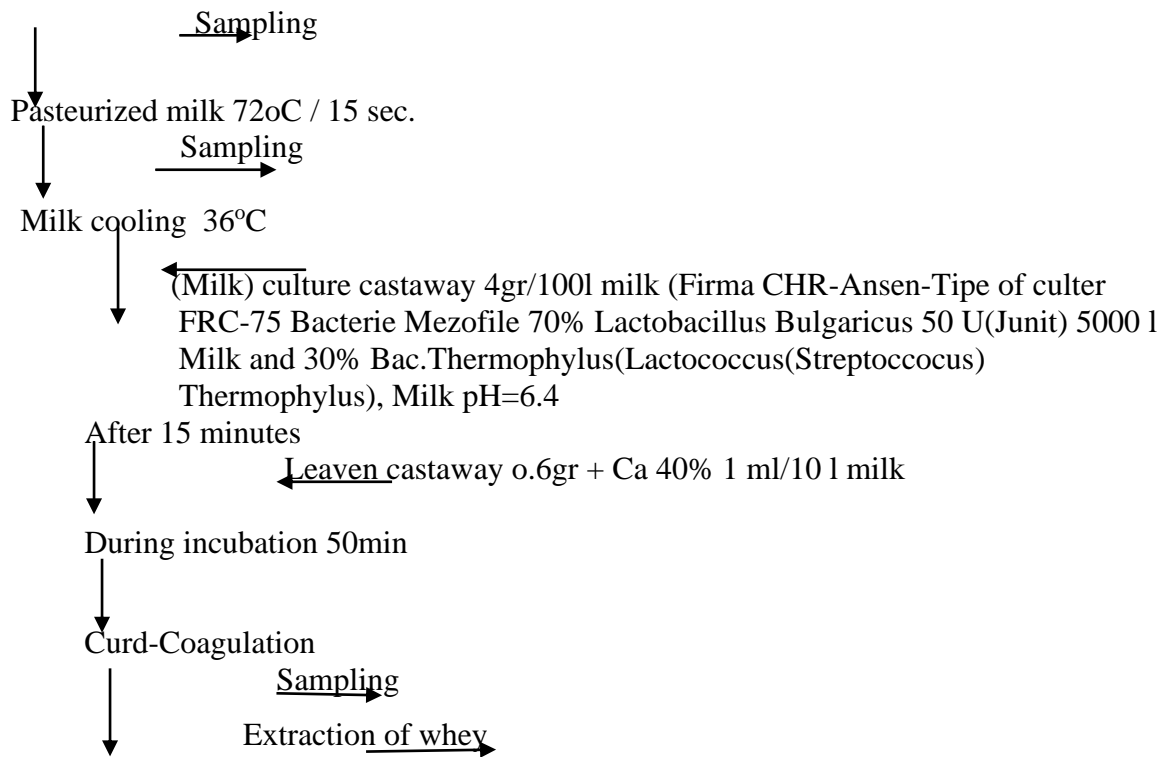 Sampling
Pasteurized milk 72oC / 15 sec.
Sampling
Milk cooling 36oC
(Milk) culture castaway 4gr/100l milk (Firma CHR-Ansen-Tipe of culter
FRC-75 Bacterie Mezofile 70% Lactobacillus Bulgaricus 50 U(Junit) 5000 l
Milk and 30% Bac.Thermophylus(Lactococcus(Streptoccocus)
Thermophylus), Milk pH=6.4
After 15 minutes
Leaven castaway o.6gr + Ca 40% 1 ml/10 l milk
During incubation 50min
Curd-Coagulation
Sampling
Extraction of whey